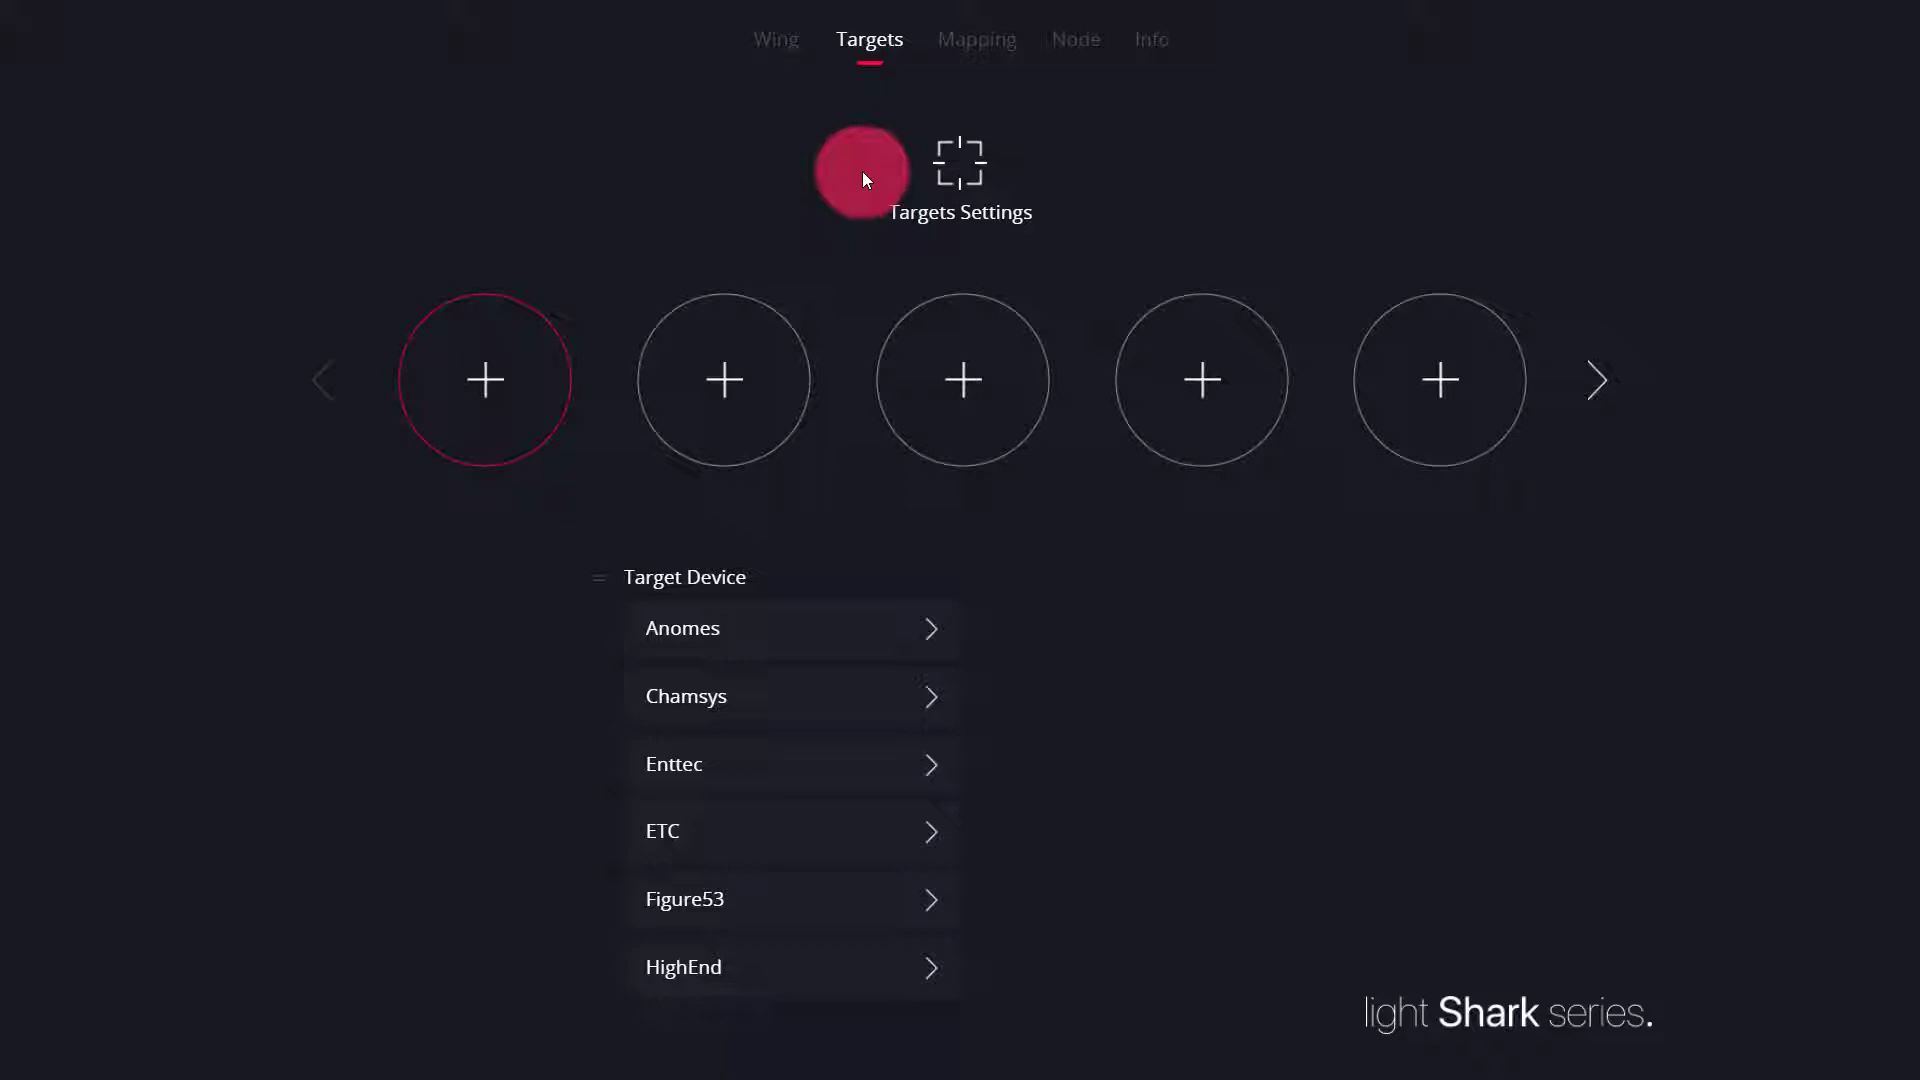 Wing Targets Mapping Node Info
Targets Settings
Target Device
Anomes
Chamsys
Enttec
ETC
Figure53
HighEnd
light Shark series.